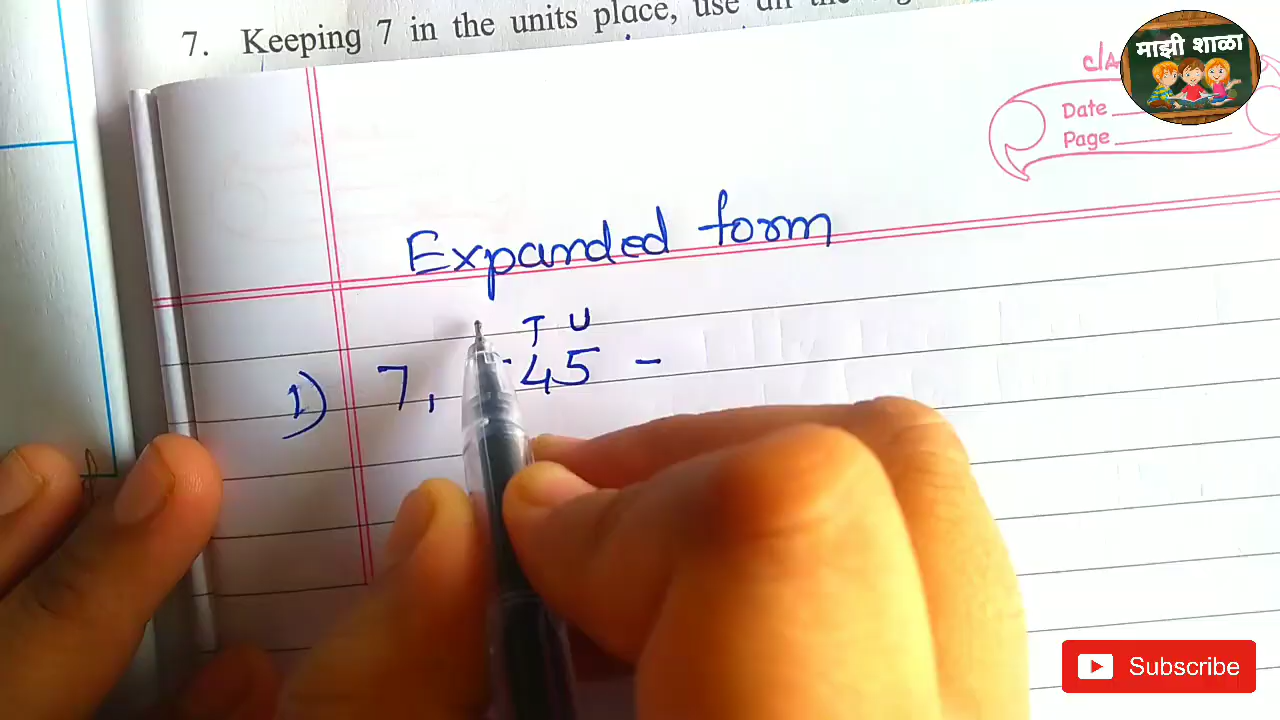 7. Keeping 7 in the units place, use
माझी शाळा
Date
Page
Expanded form
T U
1) 7, 45 -
Subscribe